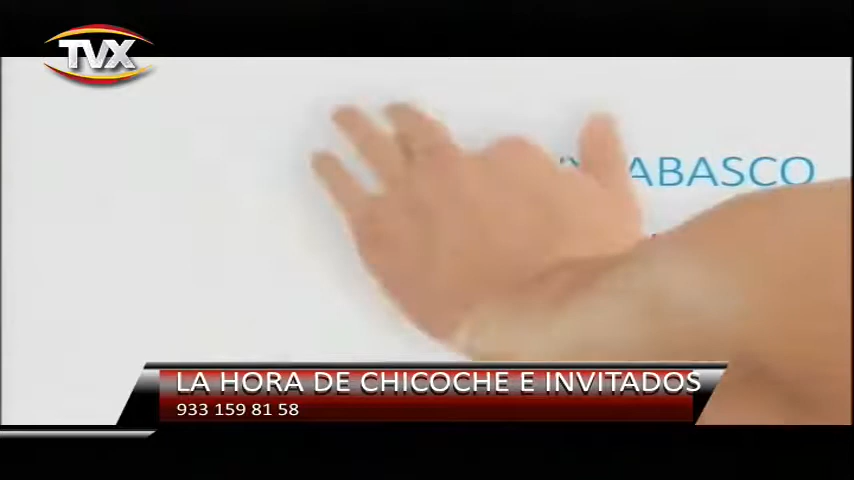 TVX
ABASCO
LA HORA DE CHICOCHE E INVITADOS
933 159 81 58